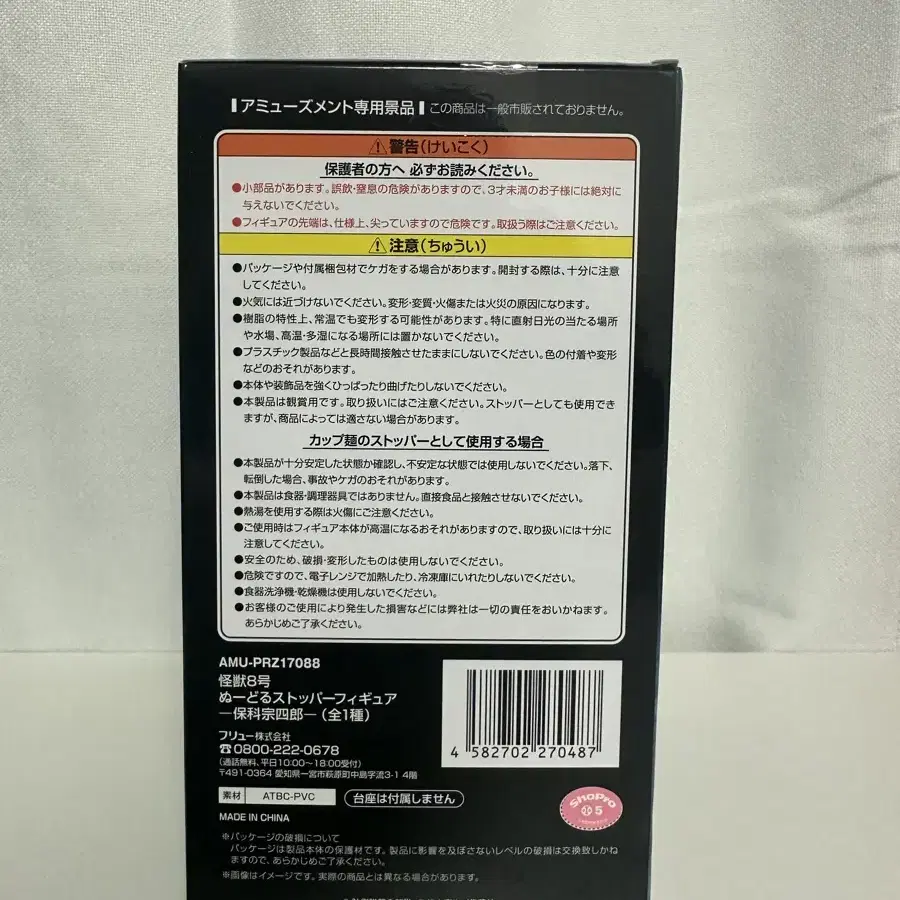 アミューズメント専用景品 この商品は一般市販されておりません。
⚠警告(けいこく)
保護者の方へ 必ずお読みください。
●小部品があります。誤飲・窒息の危険がありますので、3才未満のお子様には絶対に
与えないでください。
●フィギュアの先端は、仕様上、尖っていますので危険です。取扱う際はご注意ください。
⚠注意(ちゅうい)
●パッケージや付属梱包材でケガをする場合があります。開封する際は、十分に注意
してください。
●火気には近づけないでください。変形・変質・火傷または火災の原因になります。
●樹脂の特性上、常温でも変形する可能性があります。特に直射日光の当たる場所
や水場、高温・多湿になる場所には置かないでください。
●プラスチック製品などと長時間接触させたままにしないでください。色の付着や変形
などのおそれがあります。
●本体や装飾品を強くひっぱったり曲げたりしないでください。
●本製品は観賞用です。取り扱いにはご注意ください。ストッパーとしても使用でき
ますが、商品によっては適さない場合があります。
カップ麺のストッパーとして使用する場合
●本製品が十分安定した状態か確認し、不安定な状態では使用しないでください。落下、
転倒した場合、事故やケガのおそれがあります。
●本製品は食器・調理器具ではありません。直接食品と接触させないでください。
●熱湯を使用する際は火傷にご注意ください。
●ご使用時はフィギュア本体が高温になるおそれがありますので、取り扱いには十分に
注意してください。
●安全のため、破損・変形したものは使用しないでください。
●危険ですので、電子レンジで加熱したり、冷凍庫にいれたりしないでください。
●食器洗浄機・乾燥機は使用しないでください。
●お客様のご使用により発生した損害などには弊社は一切の責任をおいかねます。
あらかじめご了承ください。
AMU-PRZ17088
怪獣8号
ぬーどるストッパーフィギュア
―保科宗四郎―(全1種)
フリュー株式会社
☎0800-222-0678
(通話無料、平日10:00~18:00受付)
〒491-0364 愛知県一宮市萩原町中島字流3-1 4階
素材 ATBC-PVC 台座は付属しません
MADE IN CHINA
4 582702 270487
ShoPro
小 5
※パッケージの破損について
パッケージは製品本体の保護材です。製品に影響を及ぼさないレベルの破損は交換致しかね
ますので、あらかじめご了承ください。
※画像はイメージです。実際の商品とは異なる場合があります。